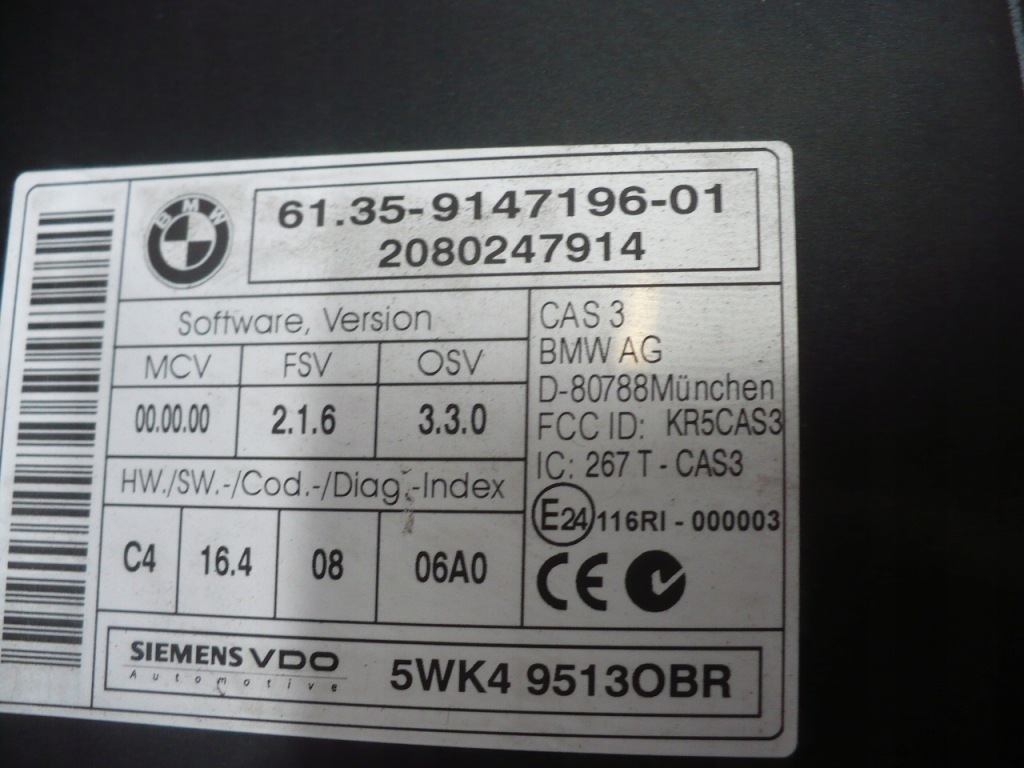 BMW
61.35-9147196-01
2080247914
Software, Version
MCV FSV OSV
00.00.00 2.1.6 3.3.0
HW./SW.-/Cod.-/Diag.-Index
C4 16.4 08 06A0
CAS 3
BMW AG
D-80788München
FCC ID: KR5CAS3
IC: 267 T - CAS3
E24 116RI - 000003
CE
SIEMENS VDO
Automotive
5WK4 9513OBR